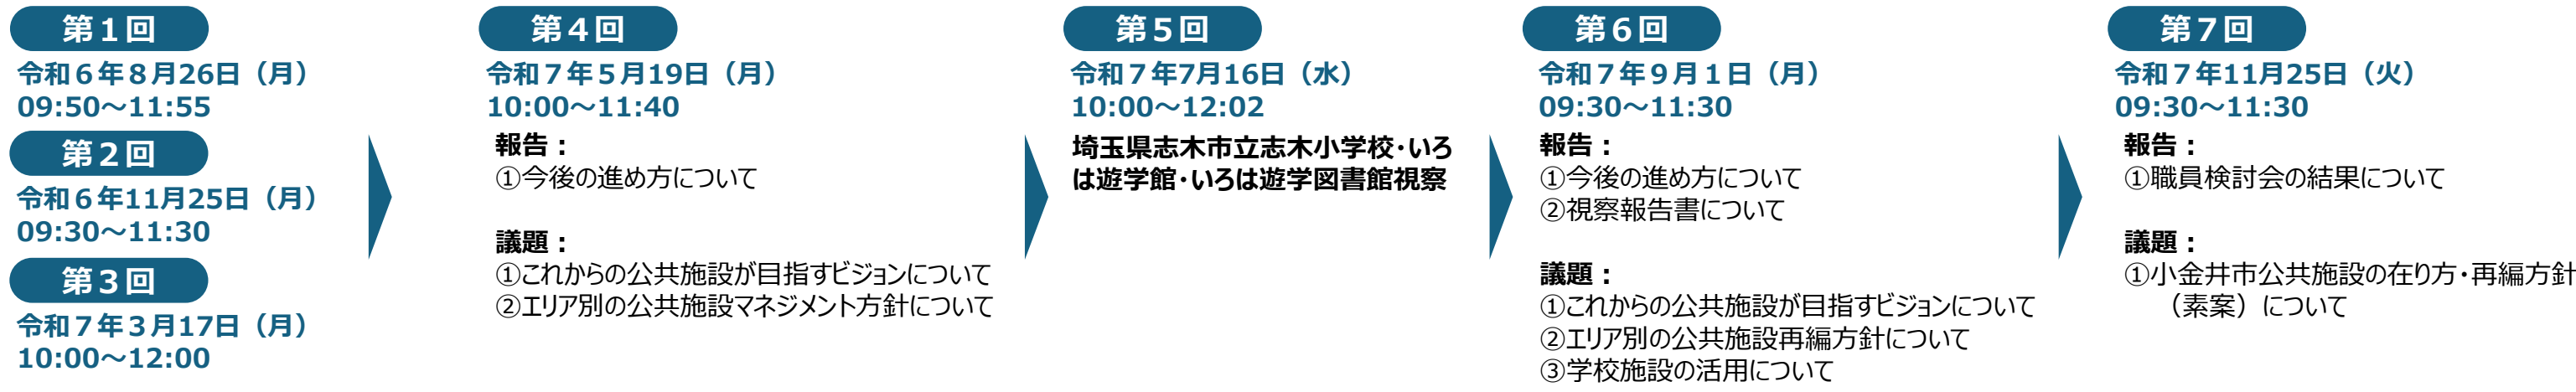 第１回
令和６年８月26日（月）
09:50～11:55
第２回
令和６年11月25日（月）
09:30～11:30
第３回
令和７年３月17日（月）
10:00～12:00
第４回
令和７年５月19日（月）
10:00～11:40
報告：
①今後の進め方について
議題：
①これからの公共施設が目指すビジョンについて
②エリア別の公共施設マネジメント方針について
第５回
令和７年7月16日（水）
10:00～12:02
埼玉県志木市立志木小学校・いろ
は遊学館・いろは遊学図書館視察
第６回
令和７年９月１日（月）
09:30～11:30
報告：
①今後の進め方について
②視察報告書について
議題：
①これからの公共施設が目指すビジョンについて
②エリア別の公共施設再編方針について
③学校施設の活用について
第７回
令和７年11月25日（火）
09:30～11:30
報告：
①職員検討会の結果について
議題：
①小金井市公共施設の在り方・再編方針
（素案）について